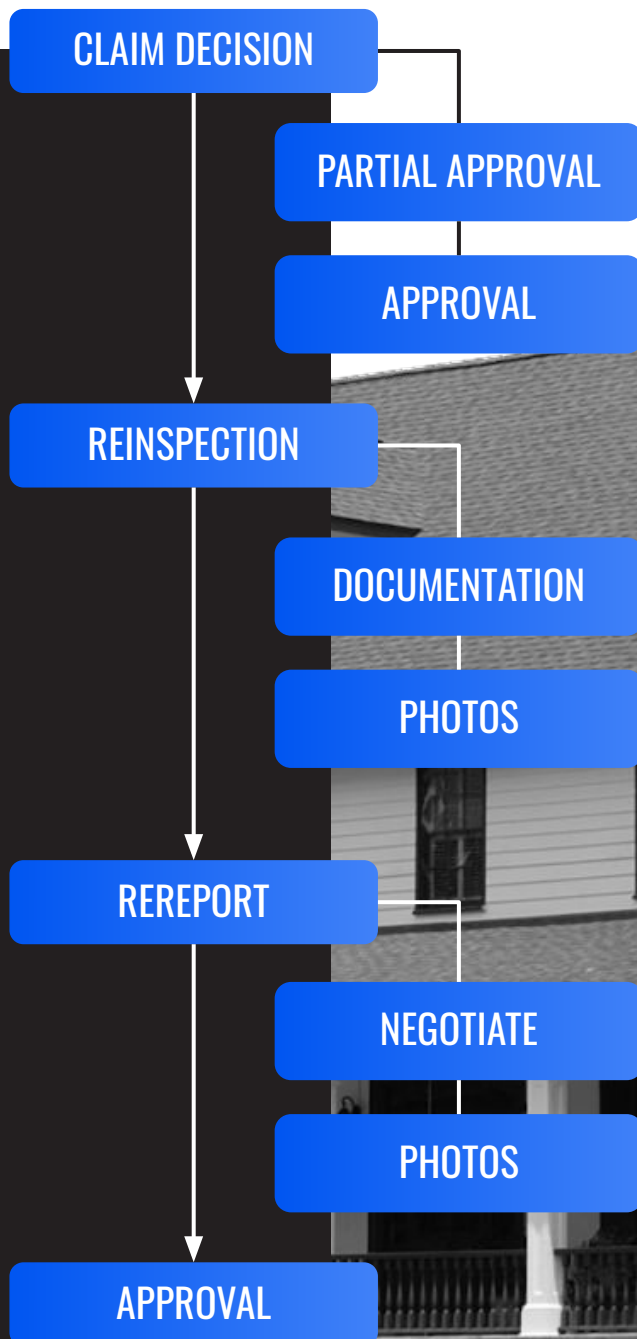 CLAIM DECISION
PARTIAL APPROVAL
APPROVAL
REINSPECTION
DOCUMENTATION
PHOTOS
REREPORT
NEGOTIATE
PHOTOS
APPROVAL